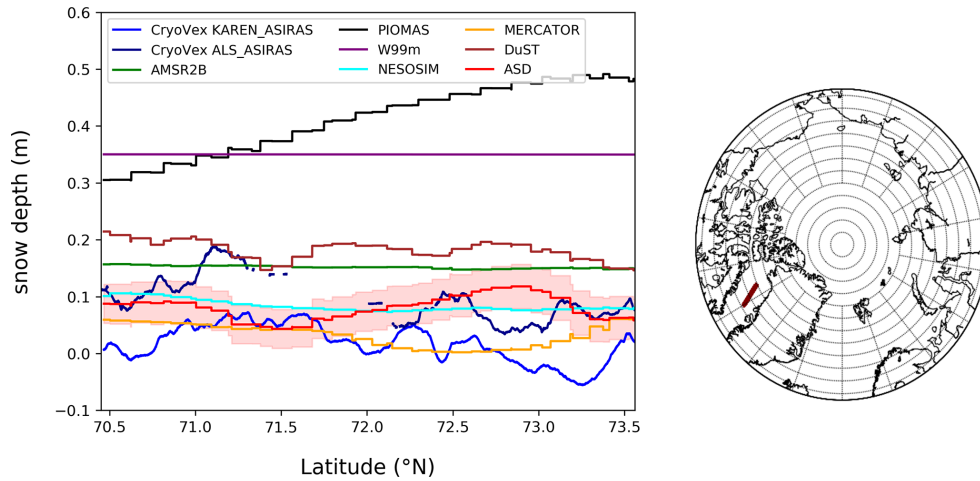 0.6
0.5
0.4
0.3
0.2
0.1
0.0
−0.1
snow depth (m)
CryoVex KAREN_ASIRAS
CryoVex ALS_ASIRAS
AMSR2B
PIOMAS
W99m
NESOSIM
MERCATOR
DuST
ASD
70.5 71.0 71.5 72.0 72.5 73.0 73.5
Latitude (°N)